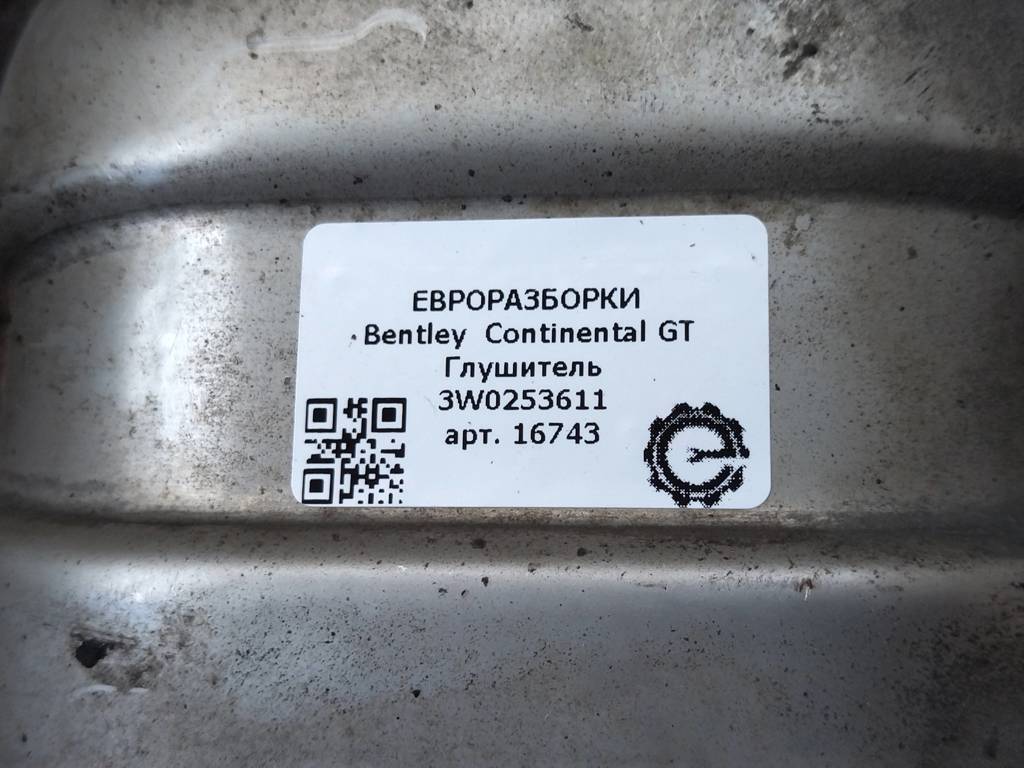 ЕВРОРАЗБОРКИ
Bentley Continental GT
Глушитель
3W0253611
арт. 16743